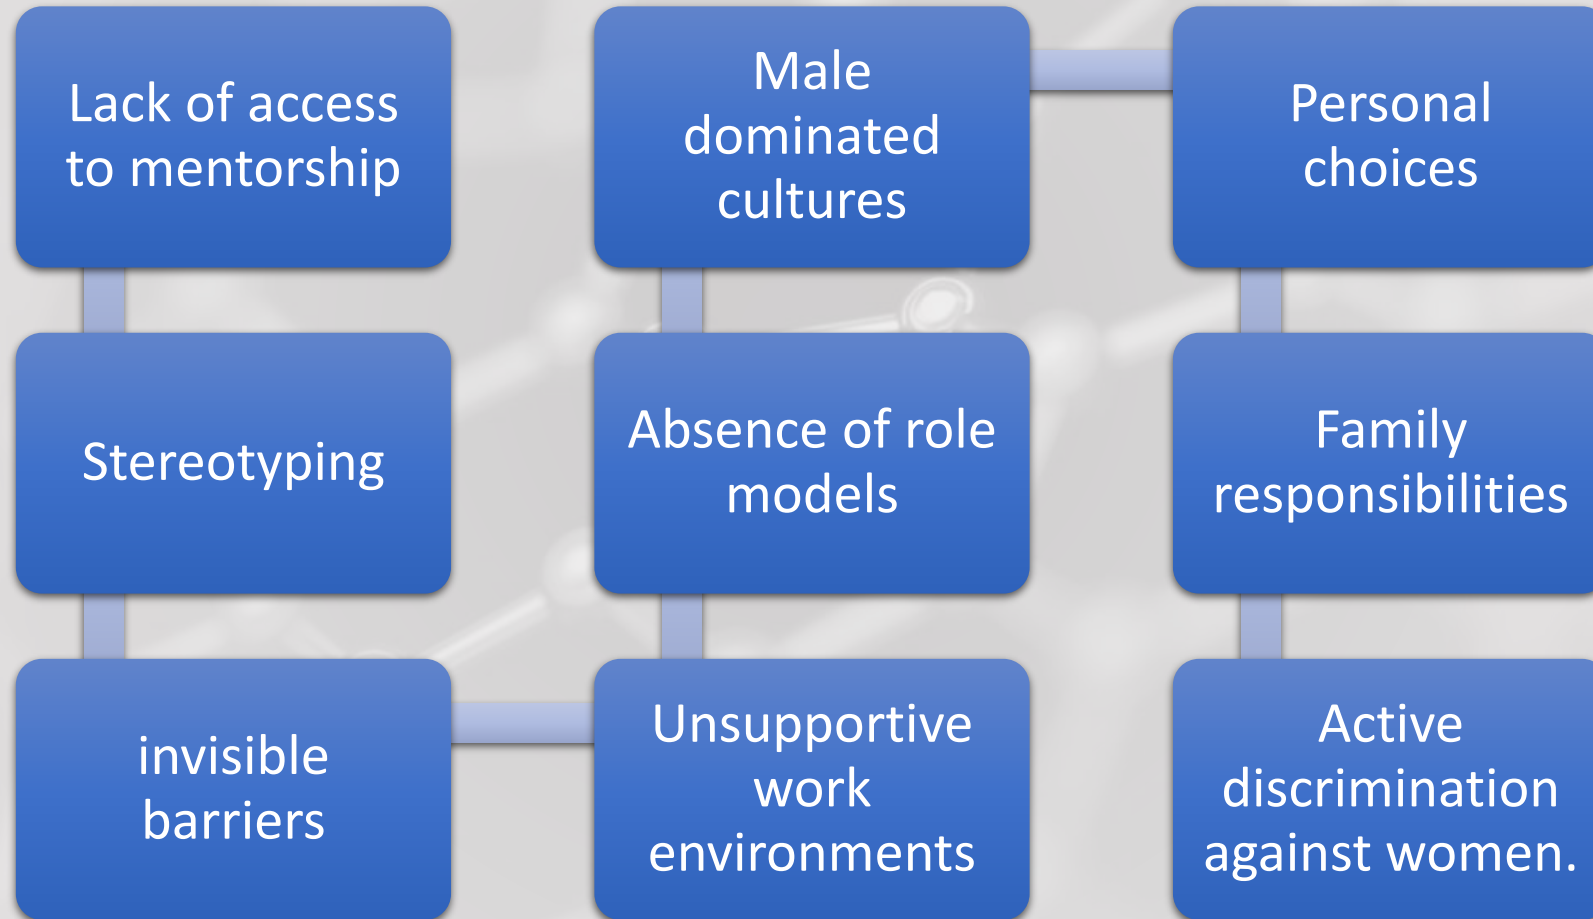 Lack of access
to mentorship
Stereotyping
invisible
barriers
Unsupportive
work
environments
Absence of role
models
Male
dominated
cultures
Personal
choices
Family
responsibilities
Active
discrimination
against women.